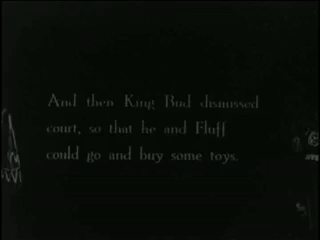 And then King Bud dismissed
court, so that he and Fluff
could go and buy some toys.